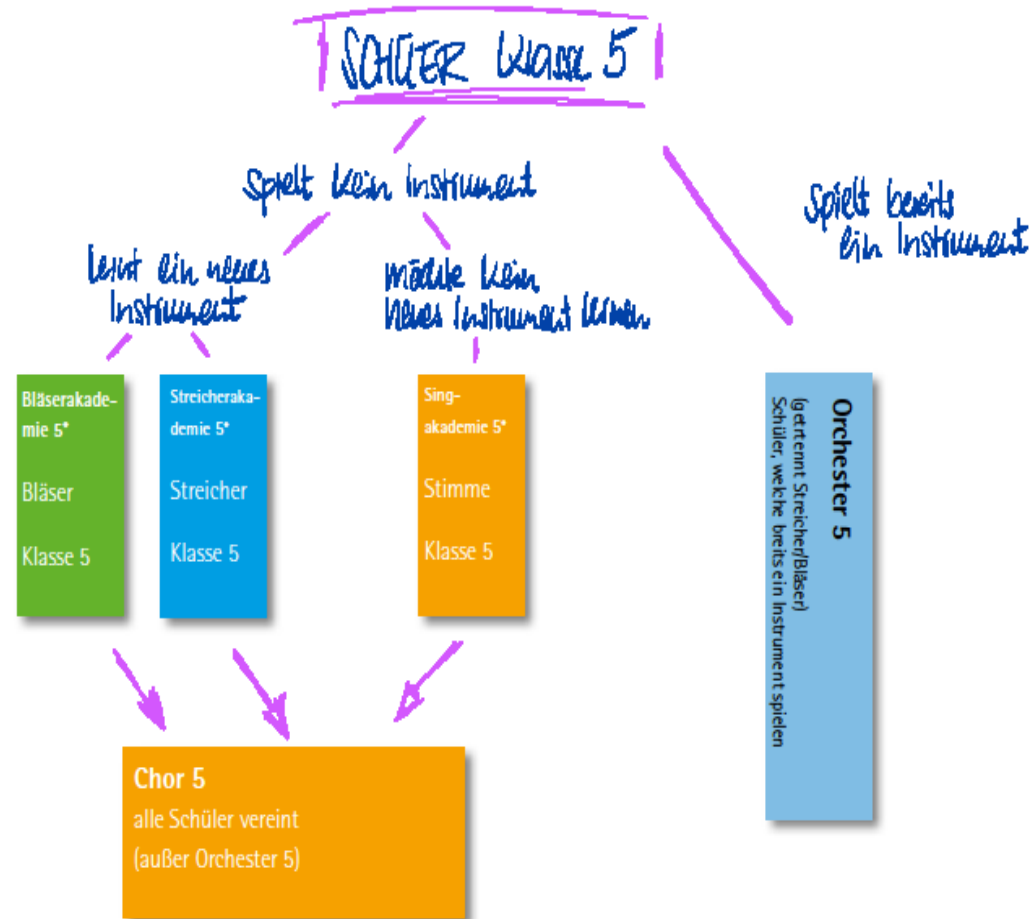 SCHÜLER Klasse 5
Spielt kein Instrument
Spielt bereits
ein Instrument
lernt ein neues
Instrument
möchte kein
neues Instrument lernen
Bläserakade-
mie 5*
Bläser
Klasse 5
Streicheraka-
demie 5*
Streicher
Klasse 5
Sing-
akademie 5*
Stimme
Klasse 5
Orchester 5
(getrtennt Streicher/Bläser)
Schüler, welche breits ein Instrument spielen
Chor 5
alle Schüler vereint
(außer Orchester 5)